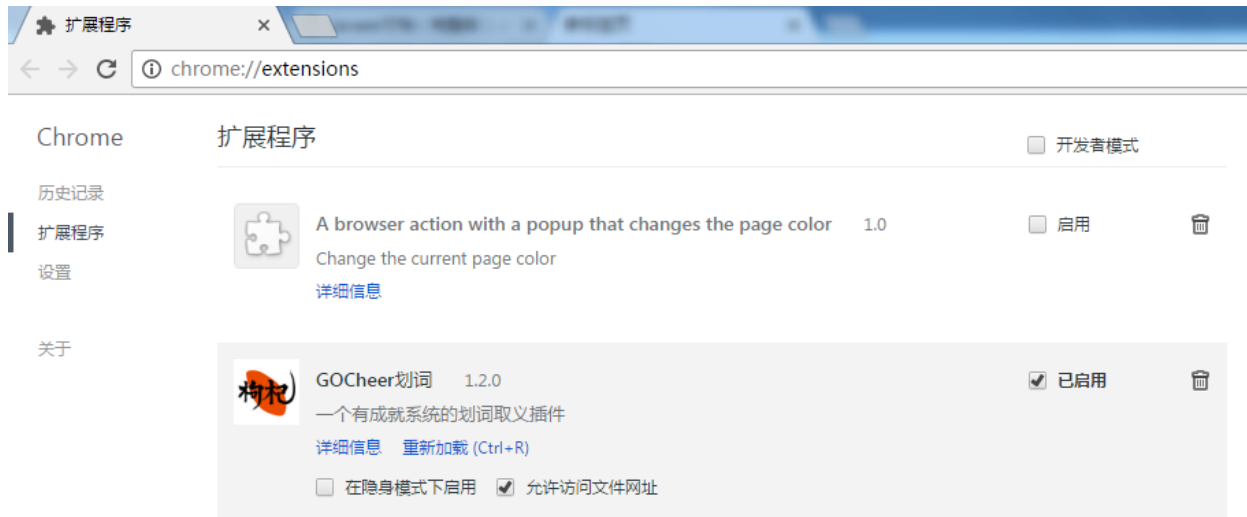 扩展程序
chrome://extensions
Chrome
扩展程序
开发者模式
历史记录
扩展程序
设置
关于
A browser action with a popup that changes the page color 1.0
启用
Change the current page color
详细信息
枸杞
GOCheer划词 1.2.0
已启用
一个有成就系统的划词取义插件
详细信息 重新加载 (Ctrl+R)
在隐身模式下启用 允许访问文件网址